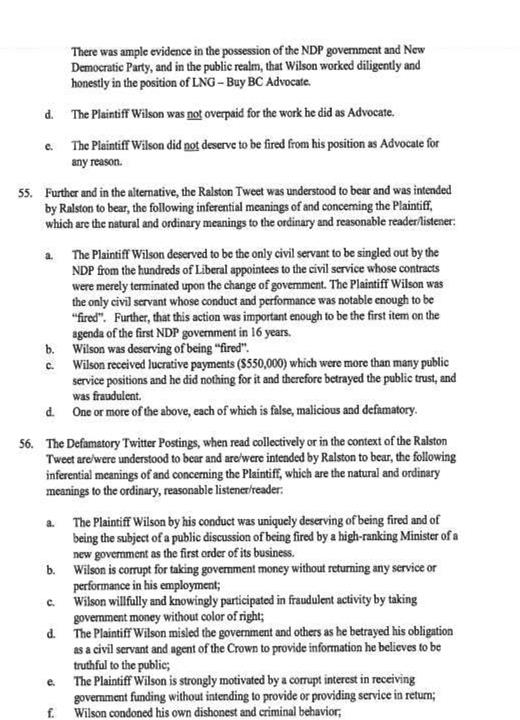 There was ample evidence in the possession of the NDP government and New
Democratic Party, and in the public realm, that Wilson worked diligently and
honestly in the position of LNG – Buy BC Advocate.
d. The Plaintiff Wilson was not overpaid for the work he did as Advocate.
e. The Plaintiff Wilson did not deserve to be fired from his position as Advocate for
any reason.
55. Further and in the alternative, the Ralston Tweet was understood to bear and was intended
by Ralston to bear, the following inferential meanings of and concerning the Plaintiff,
which are the natural and ordinary meanings to the ordinary and reasonable reader/listener:
a. The Plaintiff Wilson deserved to be the only civil servant to be singled out by the
NDP from the hundreds of Liberal appointees to the civil service whose contracts
were merely terminated upon the change of government. The Plaintiff Wilson was
the only civil servant whose conduct and performance was notable enough to be
"fired". Further, that this action was important enough to be the first item on the
agenda of the first NDP government in 16 years.
b. Wilson was deserving of being "fired".
c. Wilson received lucrative payments ($550,000) which were more than many public
service positions and he did nothing for it and therefore betrayed the public trust, and
was fraudulent.
d. One or more of the above, each of which is false, malicious and defamatory.
56. The Defamatory Twitter Postings, when read collectively or in the context of the Ralston
Tweet are/were understood to bear and are/were intended by Ralston to bear, the following
inferential meanings of and concerning the Plaintiff, which are the natural and ordinary
meanings to the ordinary, reasonable listener/reader:
a. The Plaintiff Wilson by his conduct was uniquely deserving of being fired and of
being the subject of a public discussion of being fired by a high-ranking Minister of a
new government as the first order of its business.
b. Wilson is corrupt for taking government money without returning any service or
performance in his employment;
c. Wilson willfully and knowingly participated in fraudulent activity by taking
government money without color of right;
d. The Plaintiff Wilson misled the government and others as he betrayed his obligation
as a civil servant and agent of the Crown to provide information he believes to be
truthful to the public;
e. The Plaintiff Wilson is strongly motivated by a corrupt interest in receiving
government funding without intending to provide or providing service in return;
f. Wilson condoned his own dishonest and criminal behavior;